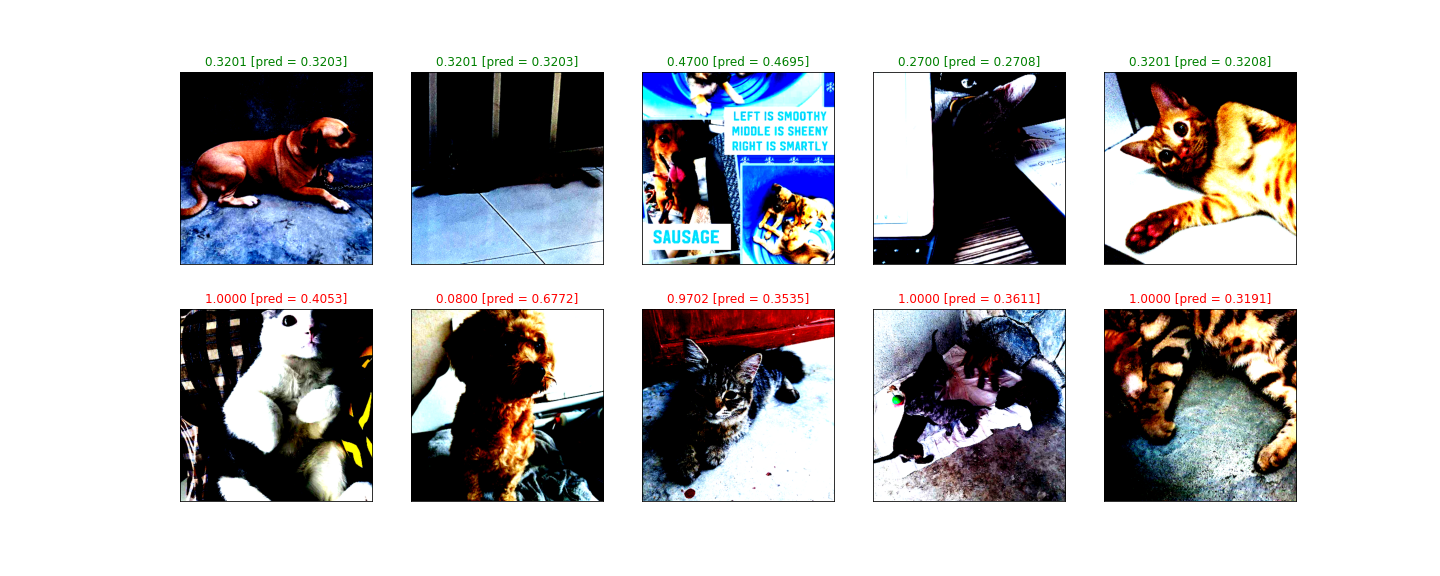 0.3201 [pred = 0.3203]
0.3201 [pred = 0.3203]
0.4700 [pred = 0.4695]
0.2700 [pred = 0.2708]
0.3201 [pred = 0.3208]
LEFT IS SMOOTHY
MIDDLE IS SHEENY
RIGHT IS SMARTLY
SAUSAGE
1.0000 [pred = 0.4053]
0.0800 [pred = 0.6772]
0.9702 [pred = 0.3535]
1.0000 [pred = 0.3611]
1.0000 [pred = 0.3191]